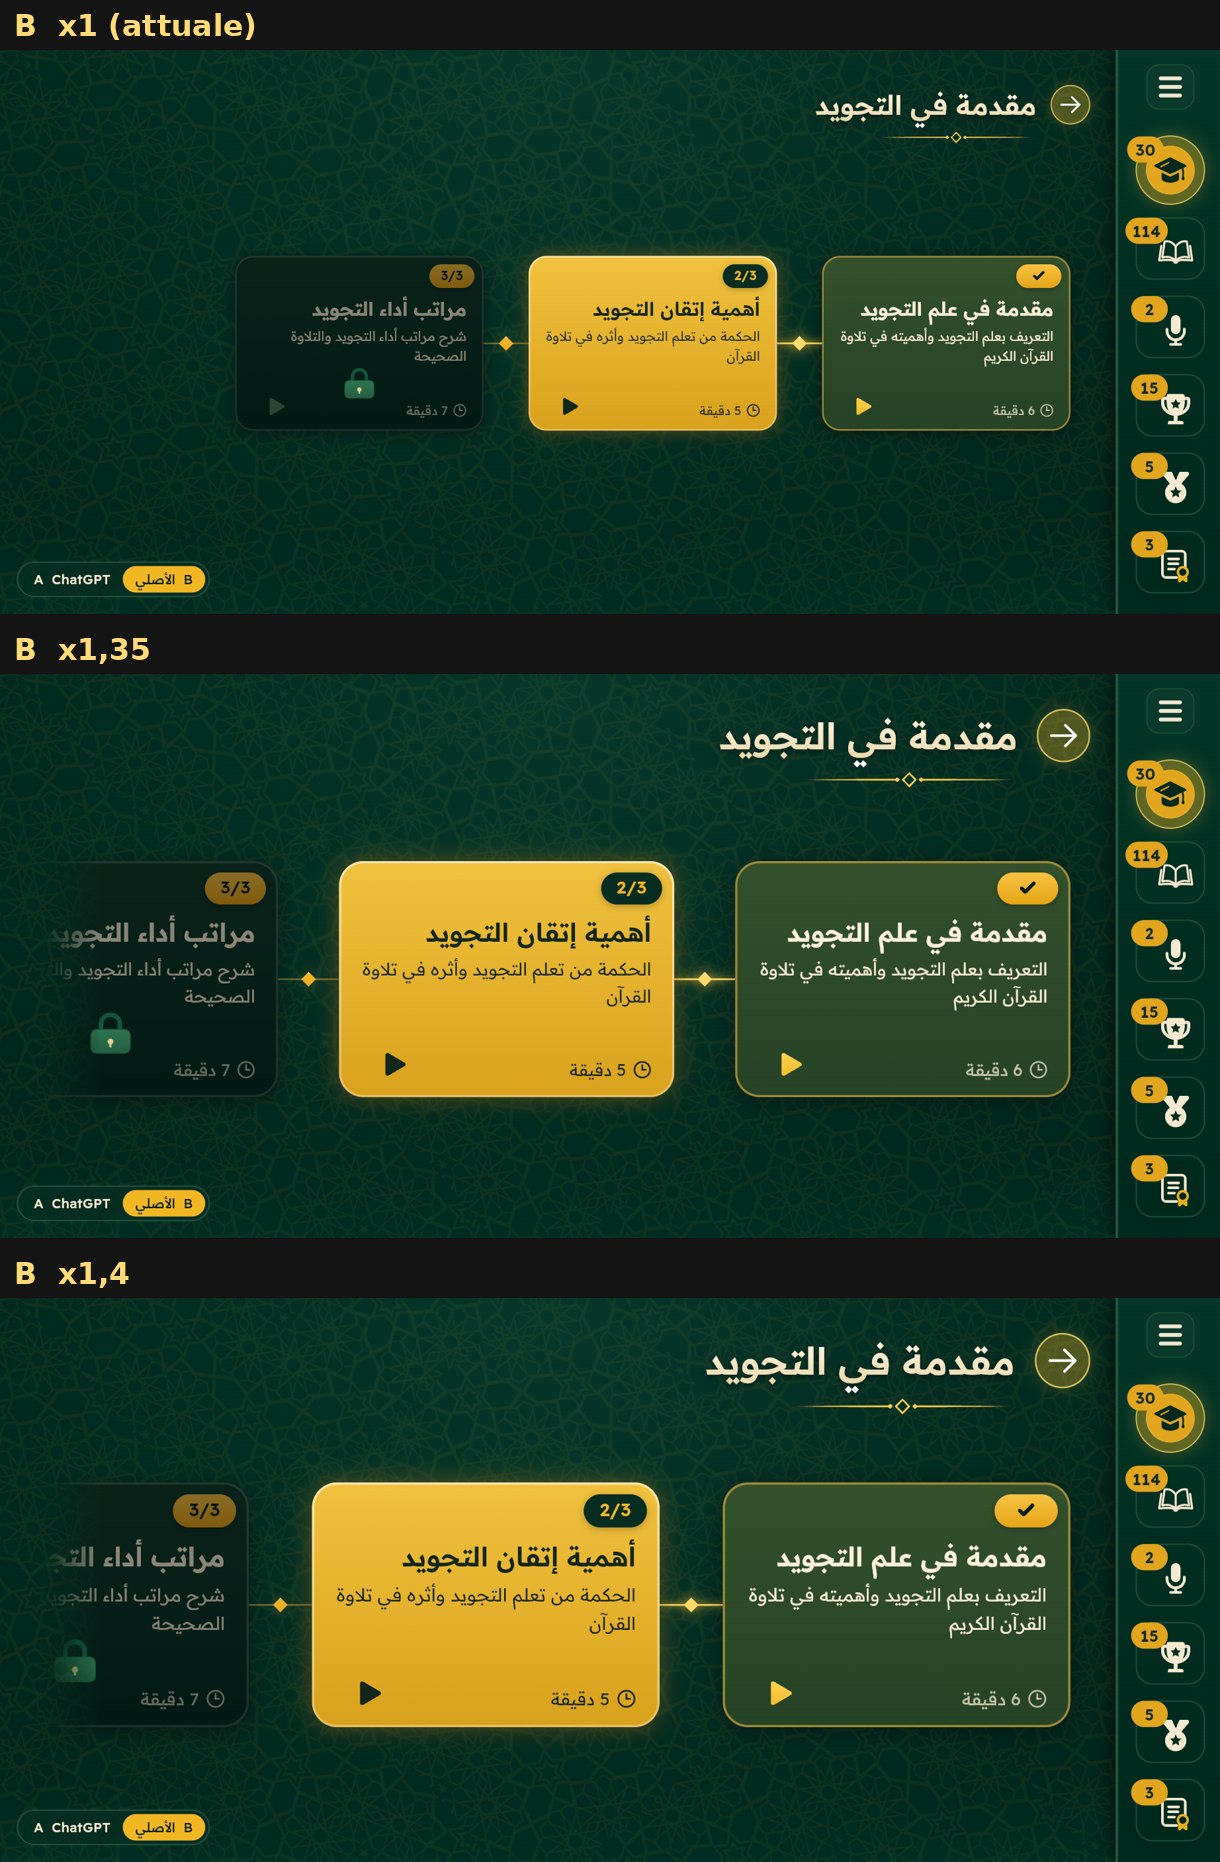 B x1 (attuale)
مقدمة في التجويد
30
114
2
15
5
3
مقدمة في علم التجويد
التعريف بعلم التجويد وأهميته في تلاوة
القرآن الكريم
6 دقيقة
2/3
أهمية إتقان التجويد
الحكمة من تعلم التجويد وأثره في تلاوة
القرآن
5 دقيقة
3/3
مراتب أداء التجويد
شرح مراتب أداء التجويد والتلاوة
الصحيحة
7 دقيقة
A ChatGPT
B الأصلي
B x1,35
مقدمة في التجويد
30
114
2
15
5
3
مقدمة في علم التجويد
التعريف بعلم التجويد وأهميته في تلاوة
القرآن الكريم
6 دقيقة
2/3
أهمية إتقان التجويد
الحكمة من تعلم التجويد وأثره في تلاوة
القرآن
5 دقيقة
3/3
مراتب أداء التجويد
شرح مراتب أداء التجويد
الصحيحة
7 دقيقة
A ChatGPT
B الأصلي
B x1,4
مقدمة في التجويد
30
114
2
15
5
3
مقدمة في علم التجويد
التعريف بعلم التجويد وأهميته في تلاوة
القرآن الكريم
6 دقيقة
2/3
أهمية إتقان التجويد
الحكمة من تعلم التجويد وأثره في تلاوة
القرآن
5 دقيقة
3/3
مراتب أداء
شرح مراتب أداء التجويد
الصحيحة
7 دقيقة
A ChatGPT
B الأصلي